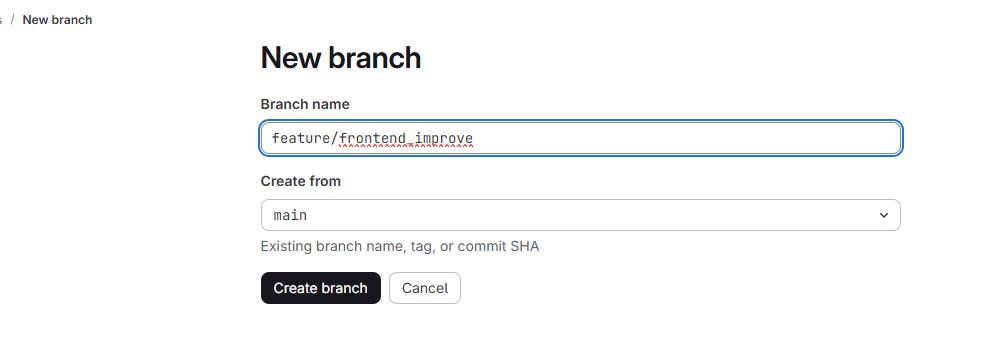 / New branch
New branch
Branch name
feature/frontend_improve
Create from
main
Existing branch name, tag, or commit SHA
Create branch Cancel